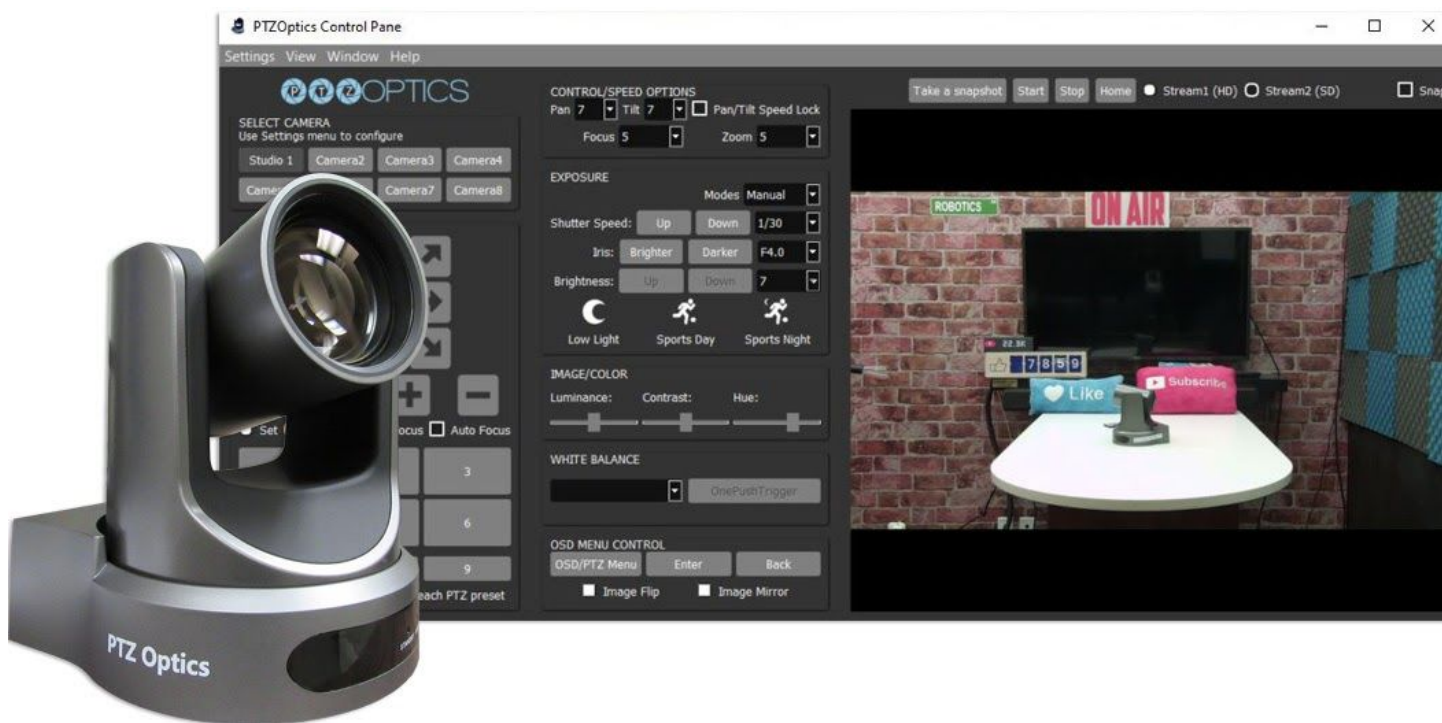 PTZOptics Control Pane
Settings View Window Help
PTZOPTICS
SELECT CAMERA
Use Settings menu to configure
Studio 1 Camera2 Camera3 Camera4
Camera7 Camera8
Set Auto Focus
3
6
9
each PTZ preset
CONTROL/SPEED OPTIONS
Pan 7 Tilt 7 Pan/Tilt Speed Lock
Focus 5 Zoom 5
EXPOSURE
Modes Manual
Shutter Speed: Up Down 1/30
Iris: Brighter Darker F4.0
Brightness: Up Down 7
Low Light Sports Day Sports Night
IMAGE/COLOR
Luminance: Contrast: Hue:
WHITE BALANCE
OnePushTrigger
OSD MENU CONTROL
OSD/PTZ Menu Enter Back
Image Flip Image Mirror
Take a snapshot Start Stop Home Stream1 (HD) Stream2 (SD)
ROBOTICS
ON AIR
7859
Like
Subscribe
PTZ Optics